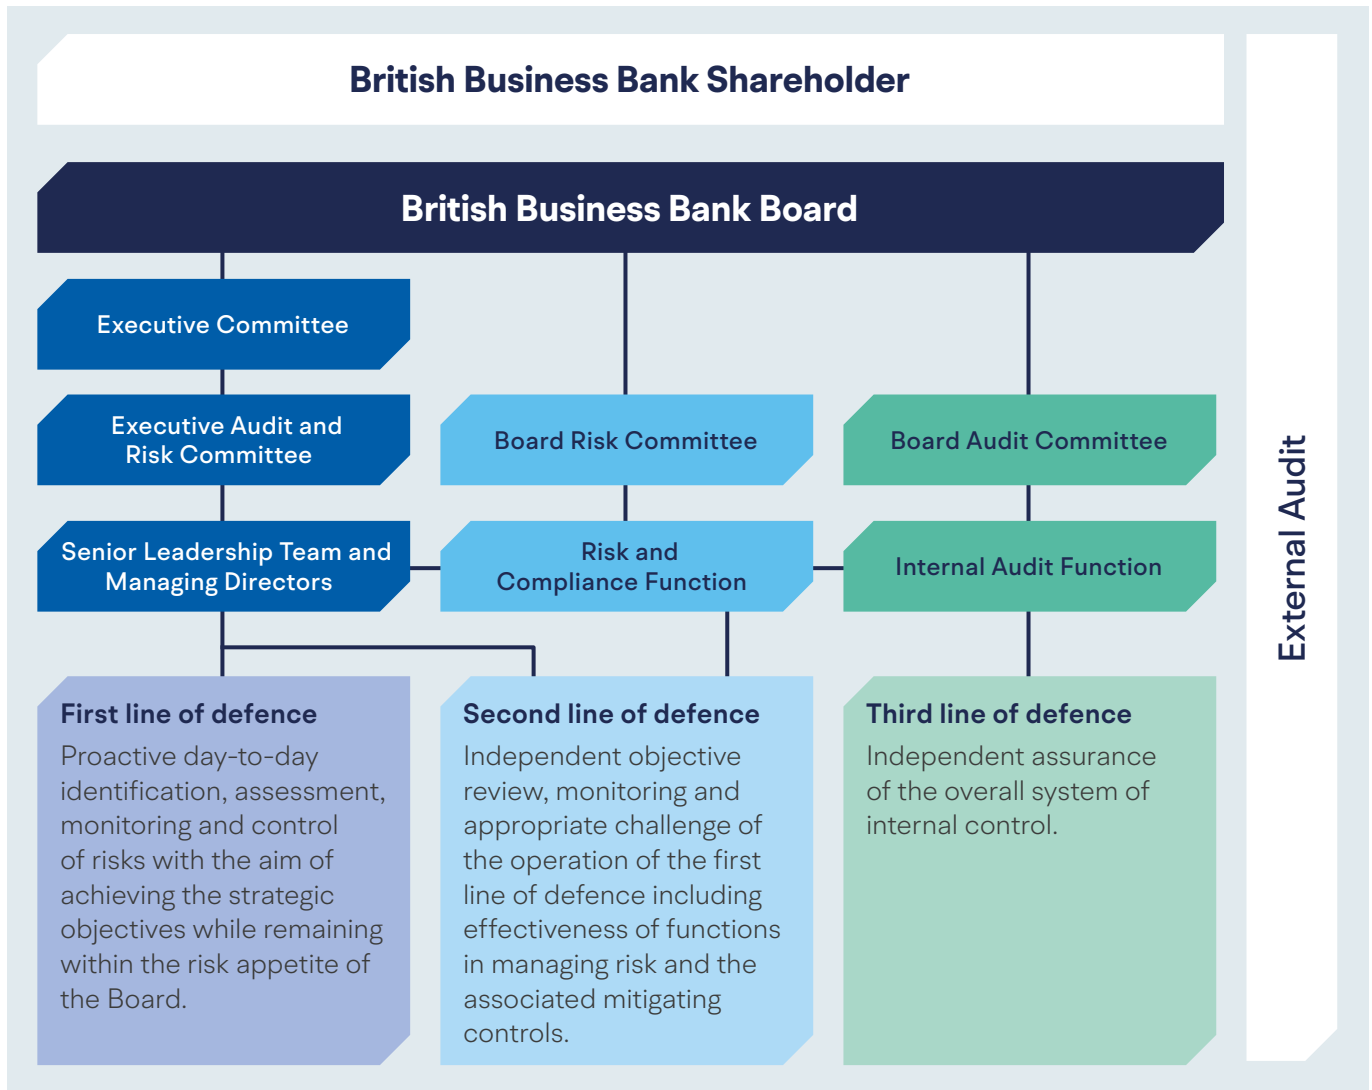 British Business Bank Shareholder
British Business Bank Board
Executive Committee
Executive Audit and
Risk Committee
Board Risk Committee
Board Audit Committee
Senior Leadership Team and
Managing Directors
Risk and
Compliance Function
Internal Audit Function
First line of defence
Proactive day-to-day
identification, assessment,
monitoring and control
of risks with the aim of
achieving the strategic
objectives while remaining
within the risk appetite of
the Board.
Second line of defence
Independent objective
review, monitoring and
appropriate challenge of
the operation of the first
line of defence including
effectiveness of functions
in managing risk and the
associated mitigating
controls.
Third line of defence
Independent assurance
of the overall system of
internal control.
External Audit